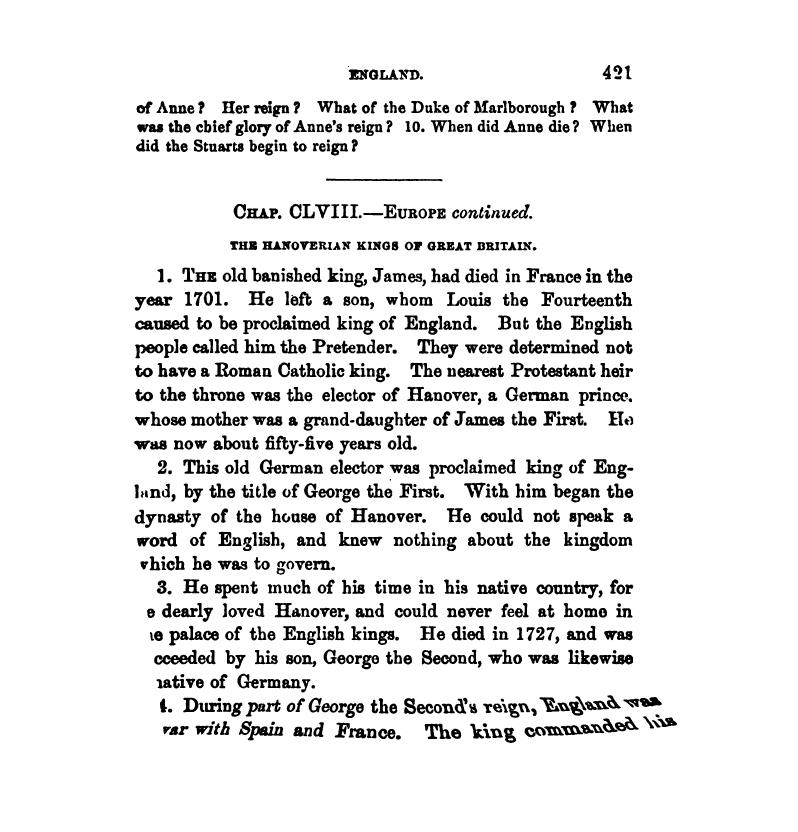 ENGLAND. 421
of Anne? Her reign? What of the Duke of Marlborough? What
was the chief glory of Anne's reign? 10. When did Anne die? When
did the Stuarts begin to reign?
CHAP. CLVIII.—EUROPE continued.
THE HANOVERIAN KINGS OF GREAT BRITAIN.
1. THE old banished king, James, had died in France in the
year 1701. He left a son, whom Louis the Fourteenth
caused to be proclaimed king of England. But the English
people called him the Pretender. They were determined not
to have a Roman Catholic king. The nearest Protestant heir
to the throne was the elector of Hanover, a German prince,
whose mother was a grand-daughter of James the First. He
was now about fifty-five years old.
2. This old German elector was proclaimed king of Eng-
land, by the title of George the First. With him began the
dynasty of the house of Hanover. He could not speak a
word of English, and knew nothing about the kingdom
which he was to govern.
3. He spent much of his time in his native country, for
e dearly loved Hanover, and could never feel at home in
e palace of the English kings. He died in 1727, and was
cceeded by his son, George the Second, who was likewise
native of Germany.
4. During part of George the Second's reign, England was
war with Spain and France. The king commanded his